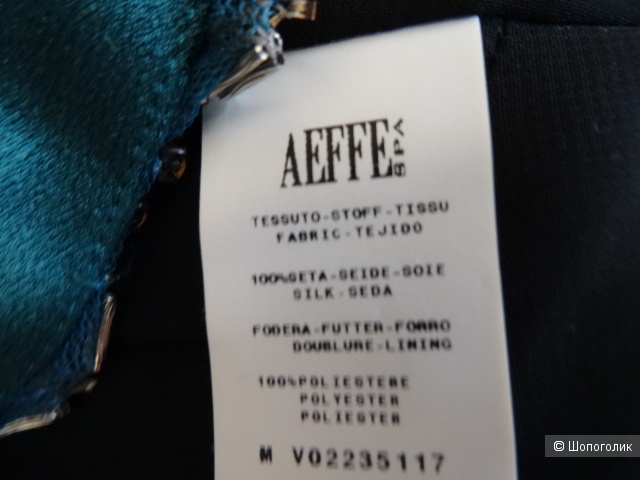 AEFFE SPA
TESSUTO-STOFF-TISSU
FABRIC-TEJIDO
100%SETA-SEIDE-SOIE
SILK-SEDA
FODERA-FUTTER-FORRO
DOUBLURE-LINING
100%POLIESTERE
POLYESTER
POLIESTER
M V02235117
© Шопоголик